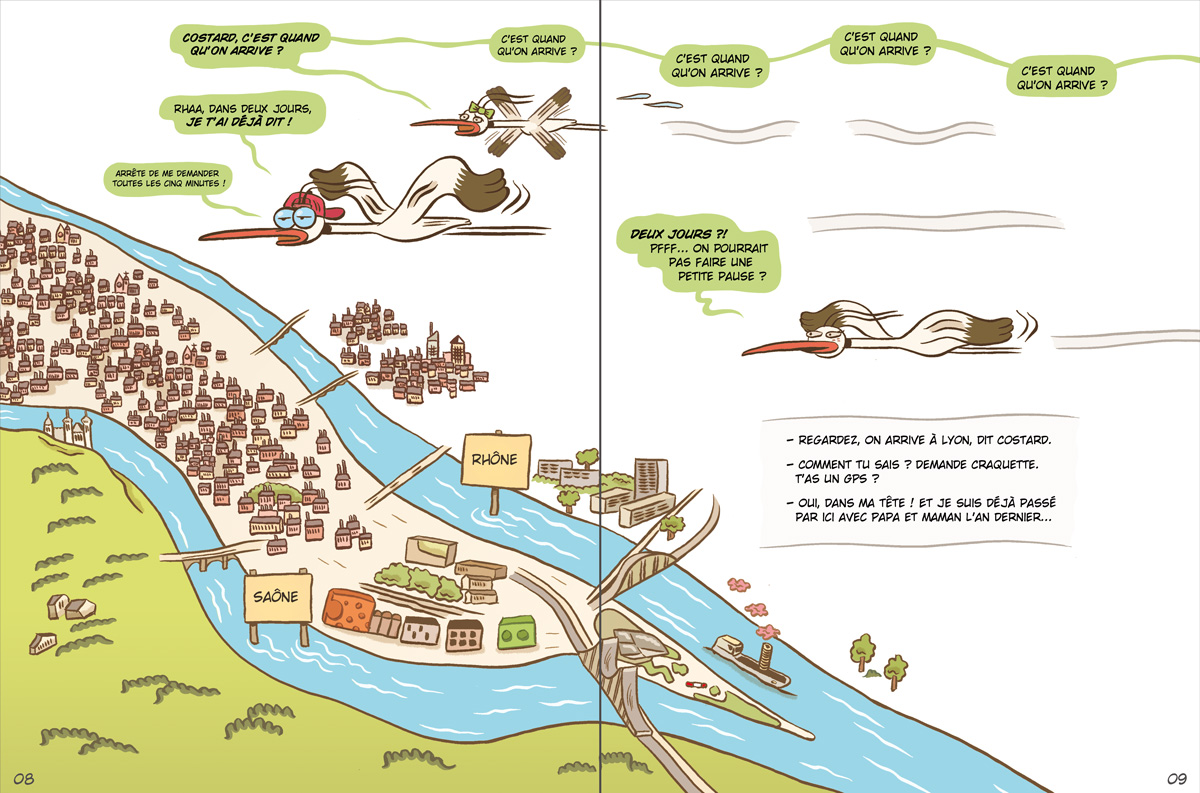 COSTARD, C'EST QUAND
QU'ON ARRIVE ?
C'EST QUAND
QU'ON ARRIVE ?
C'EST QUAND
QU'ON ARRIVE ?
C'EST QUAND
QU'ON ARRIVE ?
C'EST QUAND
QU'ON ARRIVE ?
RHAA, DANS DEUX JOURS,
JE T'AI DÉJÀ DIT !
ARRÊTE DE ME DEMANDER
TOUTES LES CINQ MINUTES !
DEUX JOURS ?!
PFFF... ON POURRAIT
PAS FAIRE UNE
PETITE PAUSE ?
– REGARDEZ, ON ARRIVE À LYON, DIT COSTARD.
– COMMENT TU SAIS ? DEMANDE CRAQUETTE.
T'AS UN GPS ?
– OUI, DANS MA TÊTE ! ET JE SUIS DÉJÀ PASSÉ
PAR ICI AVEC PAPA ET MAMAN L'AN DERNIER...
RHÔNE
SAÔNE
08
09